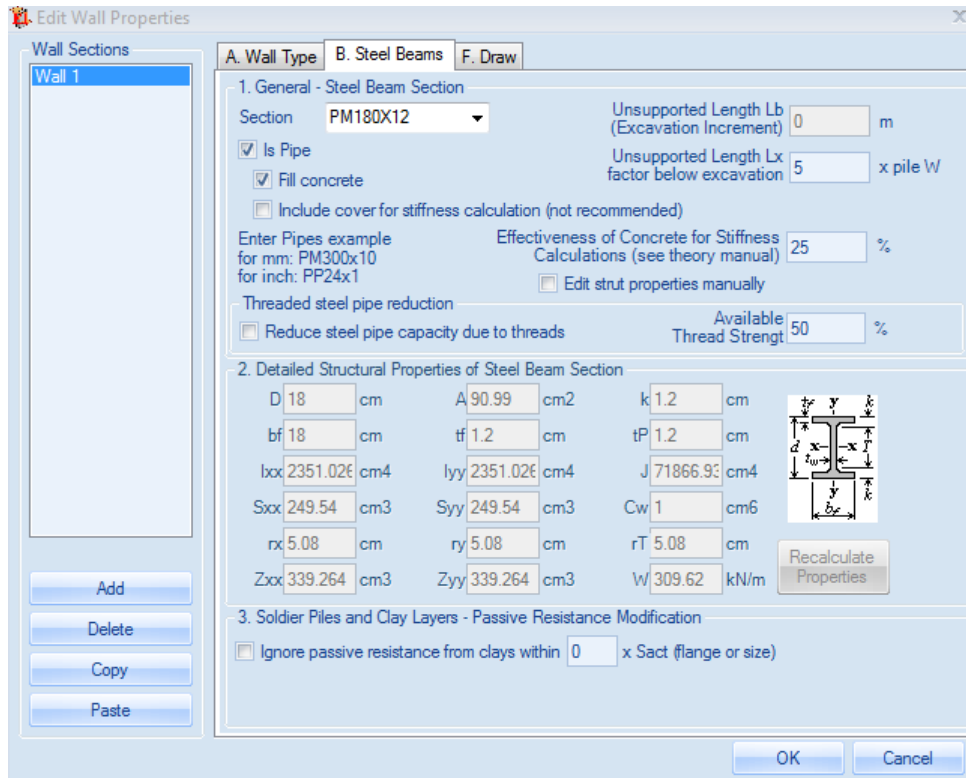 Edit Wall Properties
Wall Sections
Wall 1
A. Wall Type B. Steel Beams F. Draw
1. General - Steel Beam Section
Section PM180X12
Unsupported Length Lb
(Excavation Increment) 0 m
Is Pipe
Unsupported Length Lx
factor below excavation 5 x pile W
Fill concrete
Include cover for stiffness calculation (not recommended)
Enter Pipes example
for mm: PM300x10
for inch: PP24x1
Effectiveness of Concrete for Stiffness
Calculations (see theory manual) 25 %
Edit strut properties manually
Threaded steel pipe reduction
Reduce steel pipe capacity due to threads
Available
Thread Strengt 50 %
2. Detailed Structural Properties of Steel Beam Section
D 18 cm A 90.99 cm2 k 1.2 cm
bf 18 cm tf 1.2 cm tP 1.2 cm
Ixx 2351.026 cm4 Iyy 2351.026 cm4 J 71866.93 cm4
Sxx 249.54 cm3 Syy 249.54 cm3 Cw 1 cm6
rx 5.08 cm ry 5.08 cm rT 5.08 cm
Zxx 339.264 cm3 Zyy 339.264 cm3 W 309.62 kN/m
tf y k
d x x T
tw
y k
bf
Recalculate
Properties
3. Soldier Piles and Clay Layers - Passive Resistance Modification
Ignore passive resistance from clays within 0 x Sact (flange or size)
Add
Delete
Copy
Paste
OK Cancel